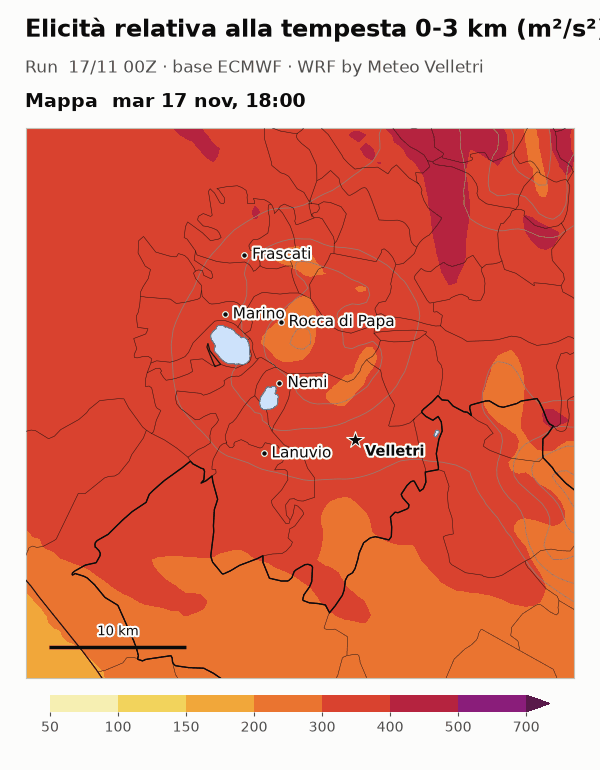 Elicità relativa alla tempesta 0-3 km (m²/s²)
Run 17/11 00Z · base ECMWF · WRF by Meteo Velletri
Mappa mar 17 nov, 18:00
Frascati
Marino
Rocca di Papa
Nemi
Velletri
Lanuvio
10 km
50 100 150 200 300 400 500 700